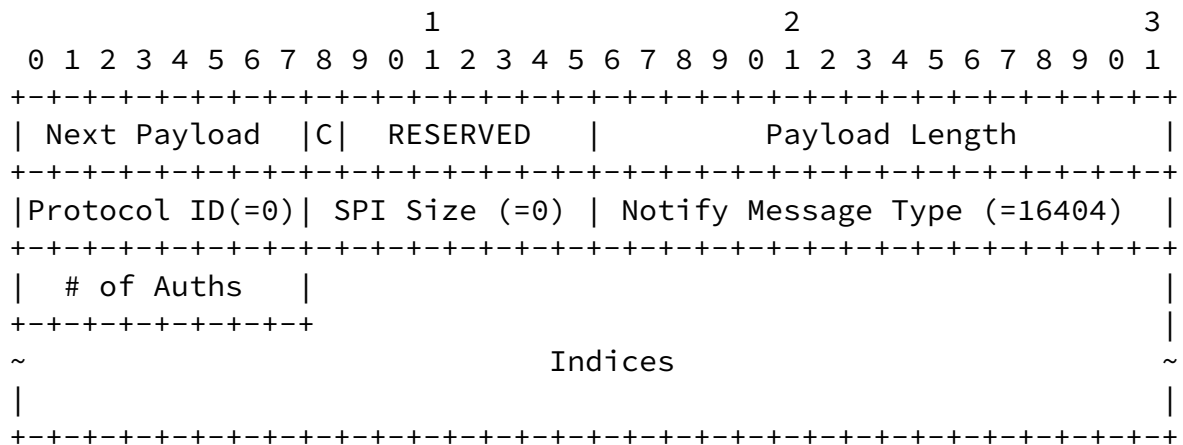 1                   2                   3
 0 1 2 3 4 5 6 7 8 9 0 1 2 3 4 5 6 7 8 9 0 1 2 3 4 5 6 7 8 9 0 1
+-+-+-+-+-+-+-+-+-+-+-+-+-+-+-+-+-+-+-+-+-+-+-+-+-+-+-+-+-+-+-+-+
| Next Payload  |C|  RESERVED   |         Payload Length        |
+-+-+-+-+-+-+-+-+-+-+-+-+-+-+-+-+-+-+-+-+-+-+-+-+-+-+-+-+-+-+-+-+
|Protocol ID(=0)| SPI Size (=0) | Notify Message Type (=16404)  |
+-+-+-+-+-+-+-+-+-+-+-+-+-+-+-+-+-+-+-+-+-+-+-+-+-+-+-+-+-+-+-+-+
|  # of Auths   |                                               |
+-+-+-+-+-+-+-+-+                                               |
~                            Indices                            ~
|                                                               |
+-+-+-+-+-+-+-+-+-+-+-+-+-+-+-+-+-+-+-+-+-+-+-+-+-+-+-+-+-+-+-+-+